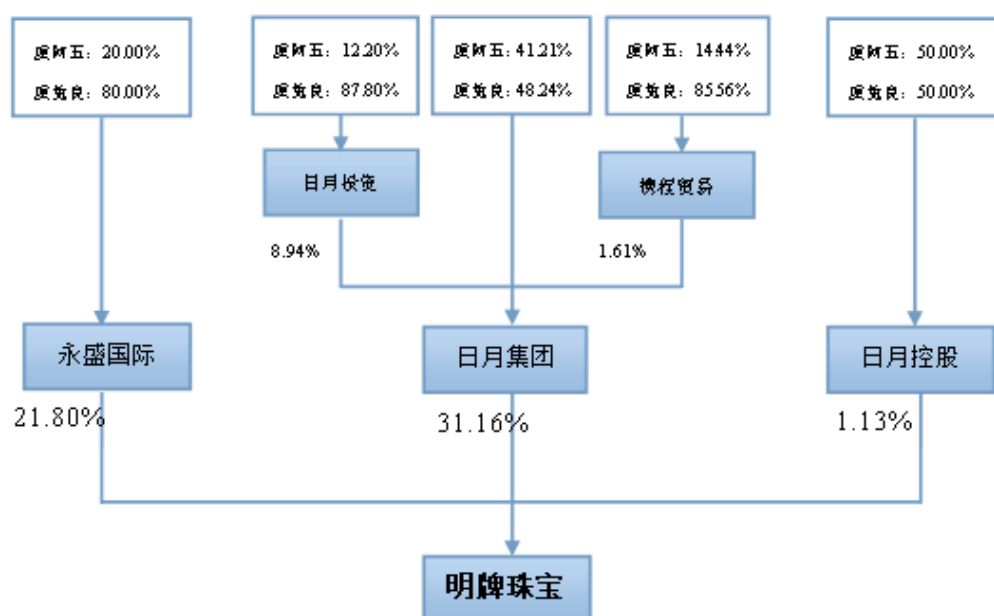 虞阿五：20.00%
虞兔良：80.00%
虞阿五：12.20%
虞兔良：87.80%
虞阿五：41.21%
虞兔良：48.24%
虞阿五：14.44%
虞兔良：85.56%
虞阿五：50.00%
虞兔良：50.00%
日月投资
携程贸易
8.94%
1.61%
永盛国际
日月集团
日月控股
21.80%
31.16%
1.13%
明牌珠宝